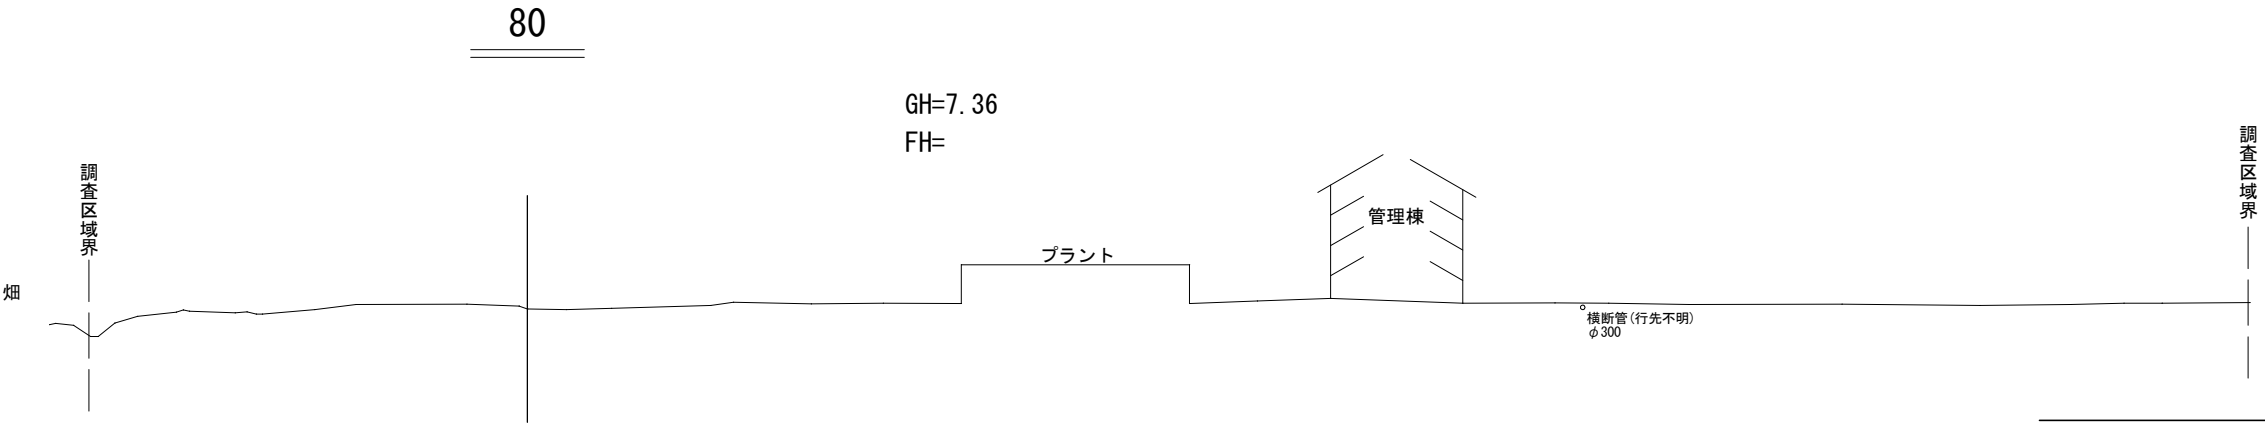 80
GH=7.36
FH=
調査区域界
調査区域界
管理棟
プラント
畑
横断管(行先不明)
φ300